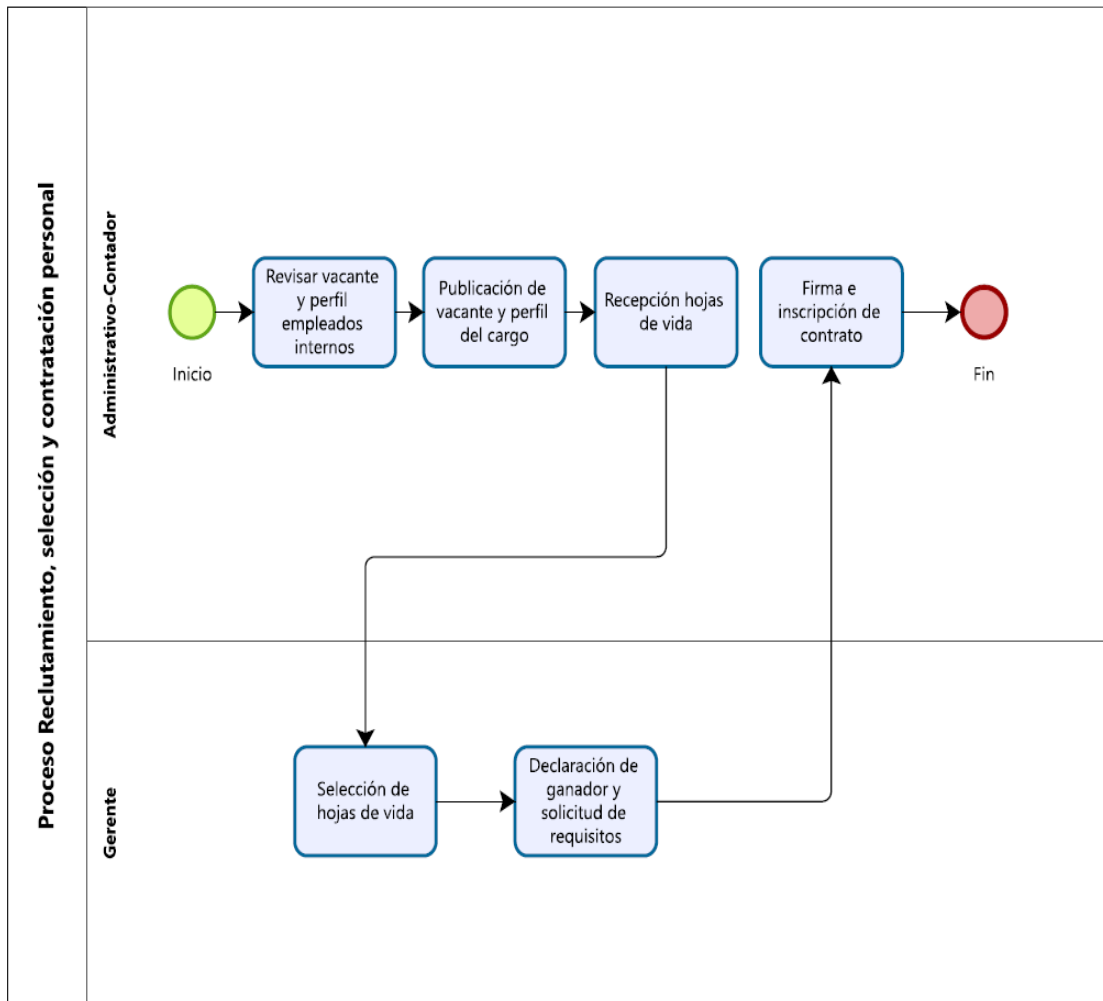 Proceso Reclutamiento, selección y contratación personal
Administrativo-Contador
Inicio
Revisar vacante
y perfil
empleados
internos
Publicación de
vacante y perfil
del cargo
Recepción hojas
de vida
Firma e
inscripción de
contrato
Fin
Gerente
Selección de
hojas de vida
Declaración de
ganador y
solicitud de
requisitos